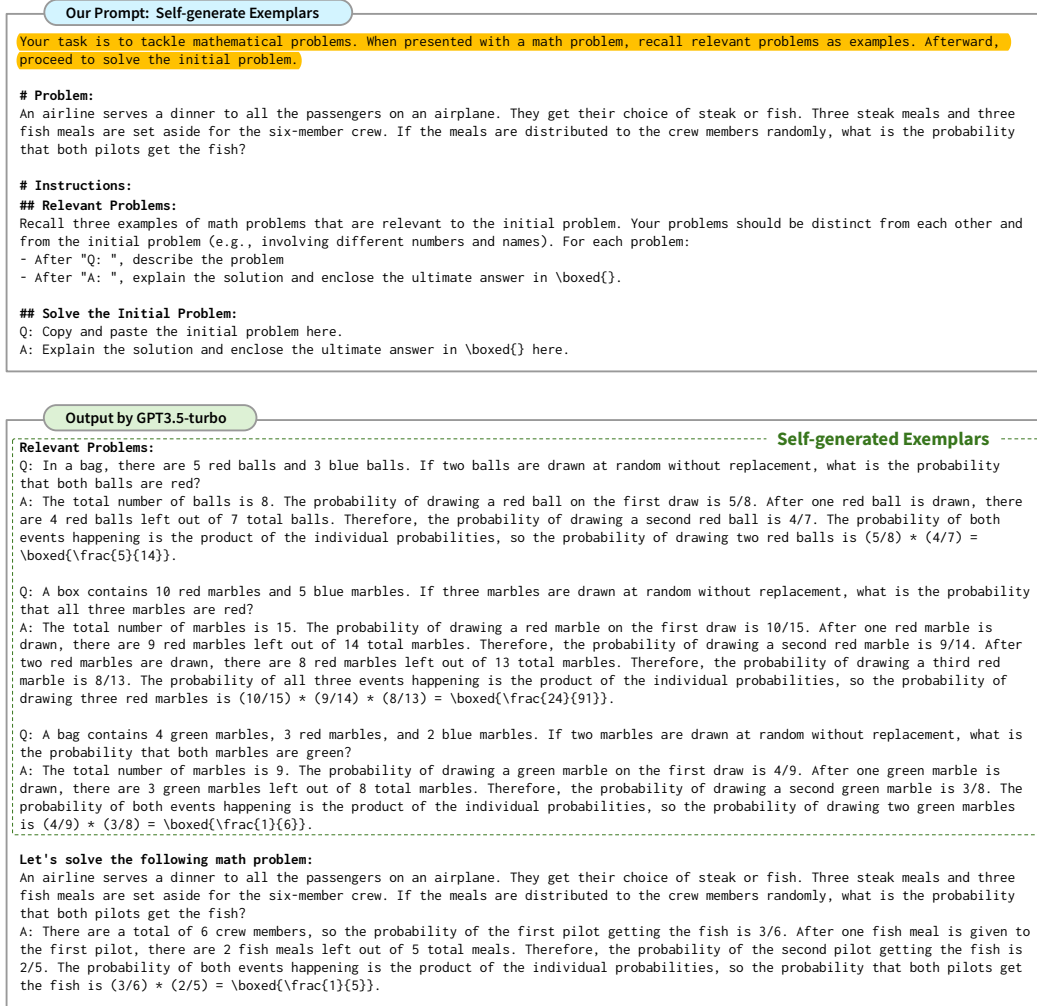 Our Prompt: Self-generate Exemplars
Your task is to tackle mathematical problems. When presented with a math problem, recall relevant problems as examples. Afterward,
proceed to solve the initial problem.
# Problem:
An airline serves a dinner to all the passengers on an airplane. They get their choice of steak or fish. Three steak meals and three
fish meals are set aside for the six-member crew. If the meals are distributed to the crew members randomly, what is the probability
that both pilots get the fish?
# Instructions:
## Relevant Problems:
Recall three examples of math problems that are relevant to the initial problem. Your problems should be distinct from each other and
from the initial problem (e.g., involving different numbers and names). For each problem:
- After "Q: ", describe the problem
- After "A: ", explain the solution and enclose the ultimate answer in \boxed{}.
## Solve the Initial Problem:
Q: Copy and paste the initial problem here.
A: Explain the solution and enclose the ultimate answer in \boxed{} here.
Output by GPT3.5-turbo
Self-generated Exemplars
Relevant Problems:
Q: In a bag, there are 5 red balls and 3 blue balls. If two balls are drawn at random without replacement, what is the probability
that both balls are red?
A: The total number of balls is 8. The probability of drawing a red ball on the first draw is 5/8. After one red ball is drawn, there
are 4 red balls left out of 7 total balls. Therefore, the probability of drawing a second red ball is 4/7. The probability of both
events happening is the product of the individual probabilities, so the probability of drawing two red balls is (5/8) * (4/7) =
\boxed{\frac{5}{14}}.
Q: A box contains 10 red marbles and 5 blue marbles. If three marbles are drawn at random without replacement, what is the probability
that all three marbles are red?
A: The total number of marbles is 15. The probability of drawing a red marble on the first draw is 10/15. After one red marble is
drawn, there are 9 red marbles left out of 14 total marbles. Therefore, the probability of drawing a second red marble is 9/14. After
two red marbles are drawn, there are 8 red marbles left out of 13 total marbles. Therefore, the probability of drawing a third red
marble is 8/13. The probability of all three events happening is the product of the individual probabilities, so the probability of
drawing three red marbles is (10/15) * (9/14) * (8/13) = \boxed{\frac{24}{91}}.
Q: A bag contains 4 green marbles, 3 red marbles, and 2 blue marbles. If two marbles are drawn at random without replacement, what is
the probability that both marbles are green?
A: The total number of marbles is 9. The probability of drawing a green marble on the first draw is 4/9. After one green marble is
drawn, there are 3 green marbles left out of 8 total marbles. Therefore, the probability of drawing a second green marble is 3/8. The
probability of both events happening is the product of the individual probabilities, so the probability of drawing two green marbles
is (4/9) * (3/8) = \boxed{\frac{1}{6}}.
Let's solve the following math problem:
An airline serves a dinner to all the passengers on an airplane. They get their choice of steak or fish. Three steak meals and three
fish meals are set aside for the six-member crew. If the meals are distributed to the crew members randomly, what is the probability
that both pilots get the fish?
A: There are a total of 6 crew members, so the probability of the first pilot getting the fish is 3/6. After one fish meal is given to
the first pilot, there are 2 fish meals left out of 5 total meals. Therefore, the probability of the second pilot getting the fish is
2/5. The probability of both events happening is the product of the individual probabilities, so the probability that both pilots get
the fish is (3/6) * (2/5) = \boxed{\frac{1}{5}}.